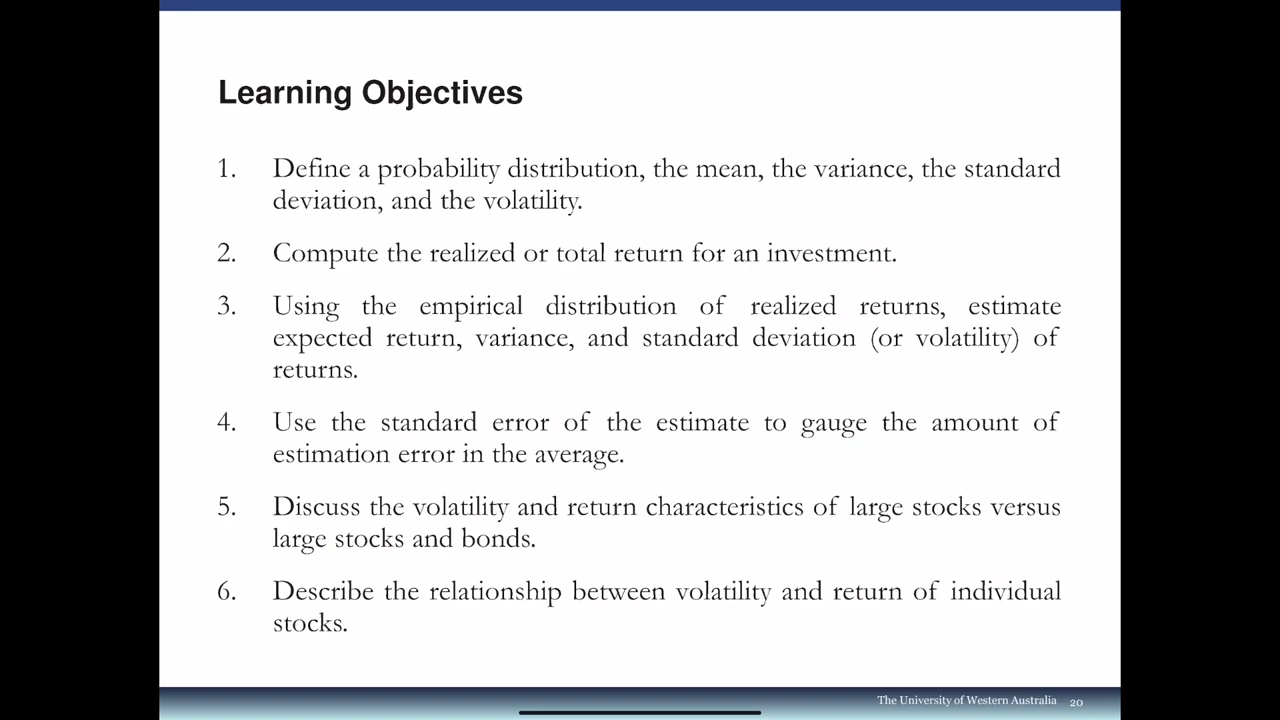 Learning Objectives
1. Define a probability distribution, the mean, the variance, the standard
deviation, and the volatility.
2. Compute the realized or total return for an investment.
3. Using the empirical distribution of realized returns, estimate
expected return, variance, and standard deviation (or volatility) of
returns.
4. Use the standard error of the estimate to gauge the amount of
estimation error in the average.
5. Discuss the volatility and return characteristics of large stocks versus
large stocks and bonds.
6. Describe the relationship between volatility and return of individual
stocks.
The University of Western Australia 20